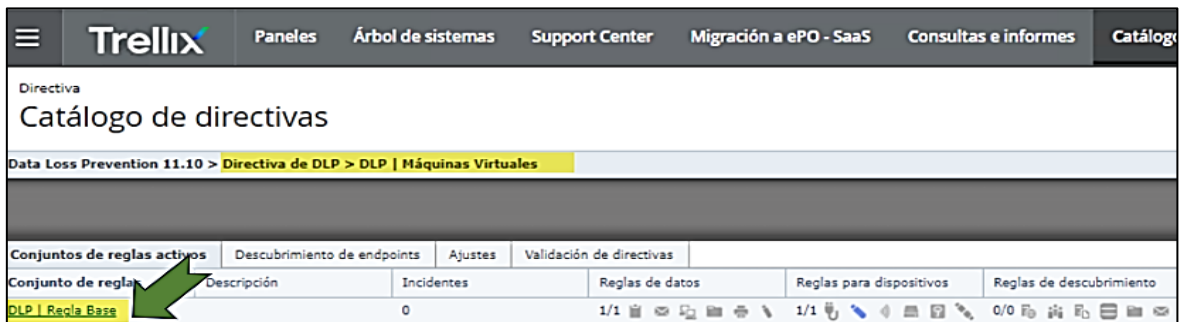 Trellix Paneles Árbol de sistemas Support Center Migración a ePO - SaaS Consultas e informes
Directiva
Catálogo de directivas
Data Loss Prevention 11.10 > Directiva de DLP > DLP | Máquinas Virtuales
Conjuntos de reglas activos Descubrimiento de endpoints Ajustes Validación de directivas
Conjunto de reglas Descripción Incidentes Reglas de datos Reglas para dispositivos Reglas de descubrimiento
DLP | Regla Base 0 1/1 1/1 0/0